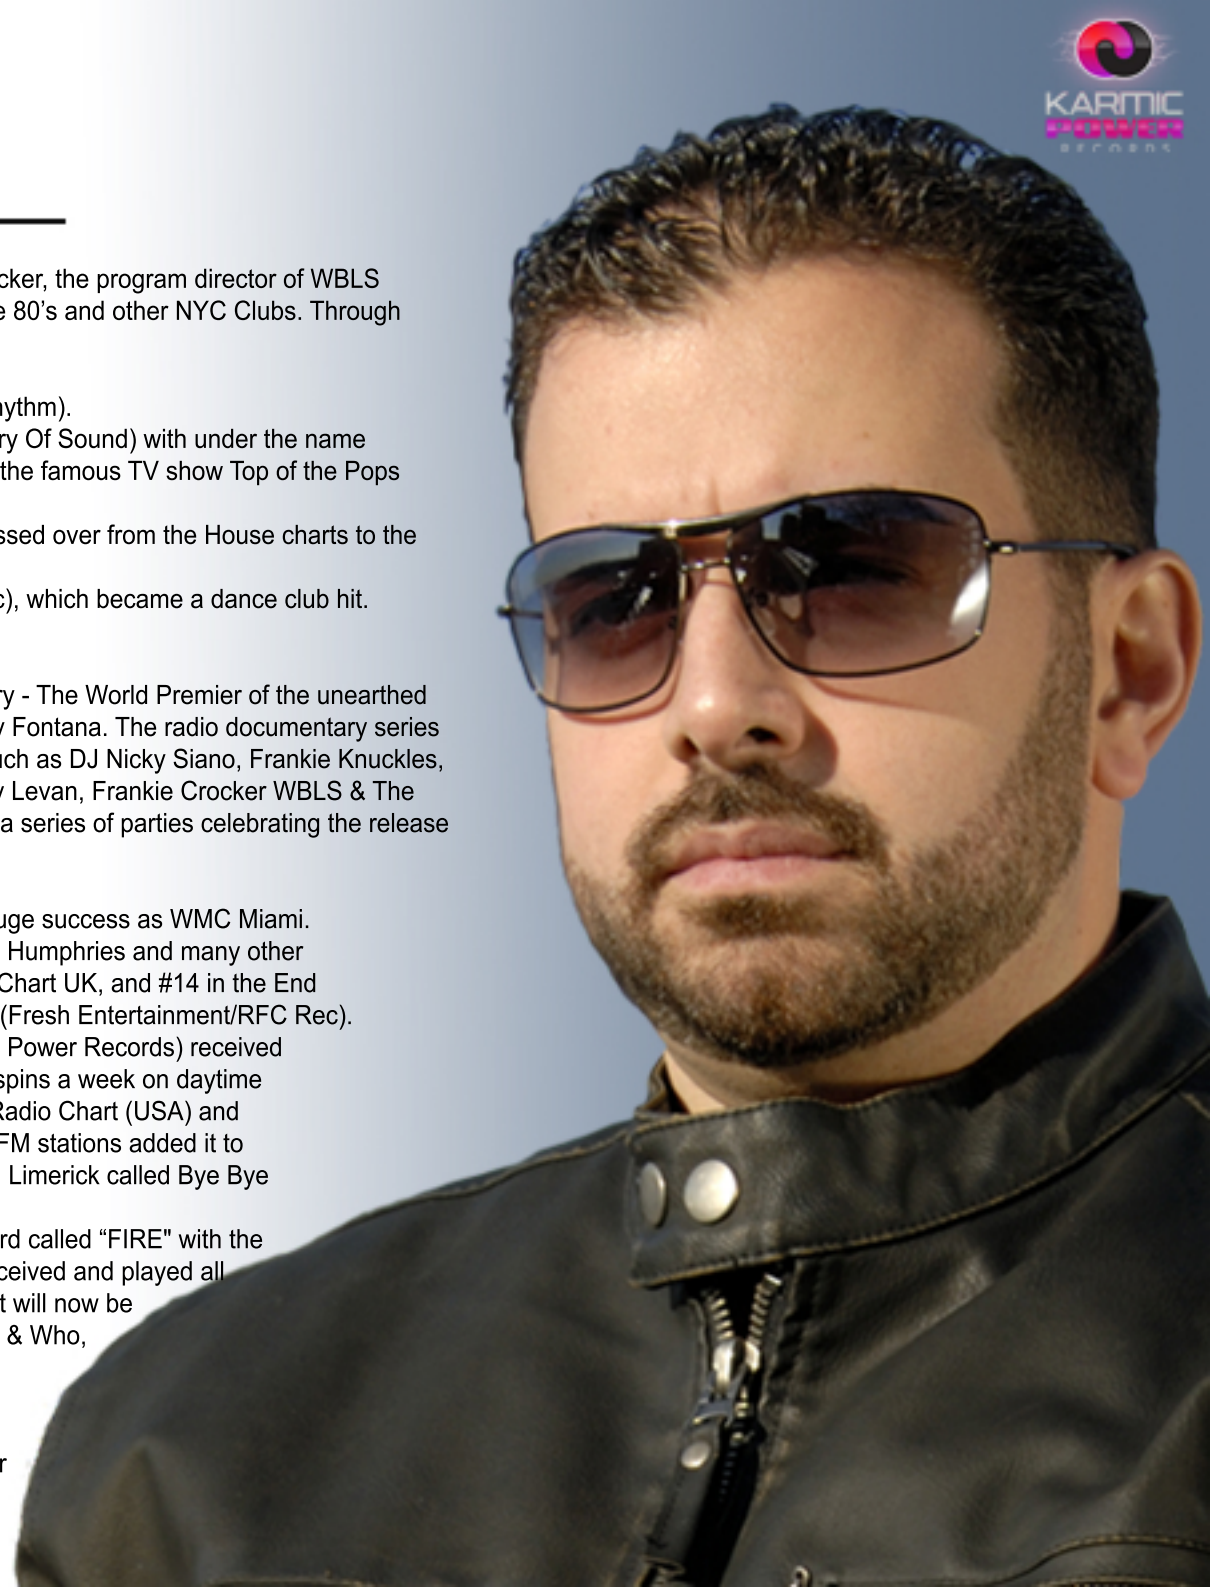 KARMIC
POWER
RECORDS
cker, the program director of WBLS
e 80’s and other NYC Clubs. Through
hythm).
ry Of Sound) with under the name
the famous TV show Top of the Pops
ssed over from the House charts to the
c), which became a dance club hit.
ry - The World Premier of the unearthed
y Fontana. The radio documentary series
uch as DJ Nicky Siano, Frankie Knuckles,
y Levan, Frankie Crocker WBLS & The
a series of parties celebrating the release
uge success as WMC Miami.
Humphries and many other
Chart UK, and #14 in the End
(Fresh Entertainment/RFC Rec).
Power Records) received
spins a week on daytime
Radio Chart (USA) and
FM stations added it to
Limerick called Bye Bye
rd called “FIRE" with the
ceived and played all
t will now be
& Who,
r